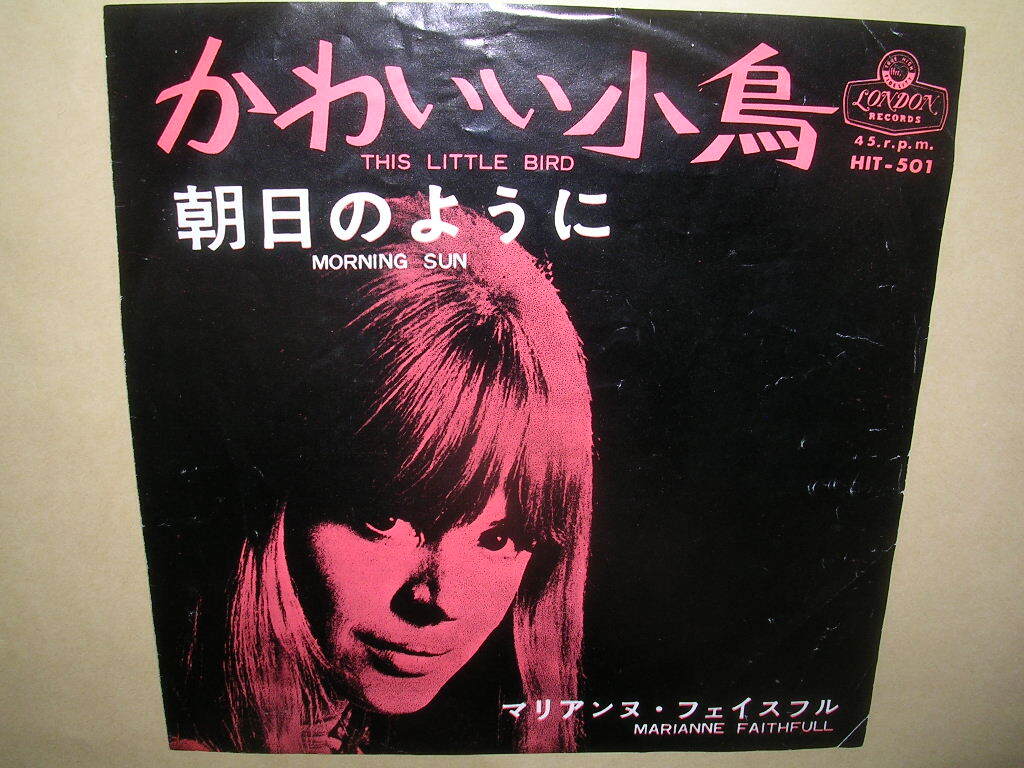 かわいい小鳥
THIS LITTLE BIRD
LONDON
RECORDS
45.r.p.m.
HIT-501
朝日のように
MORNING SUN
マリアンヌ・フェイスフル
MARIANNE FAITHFULL